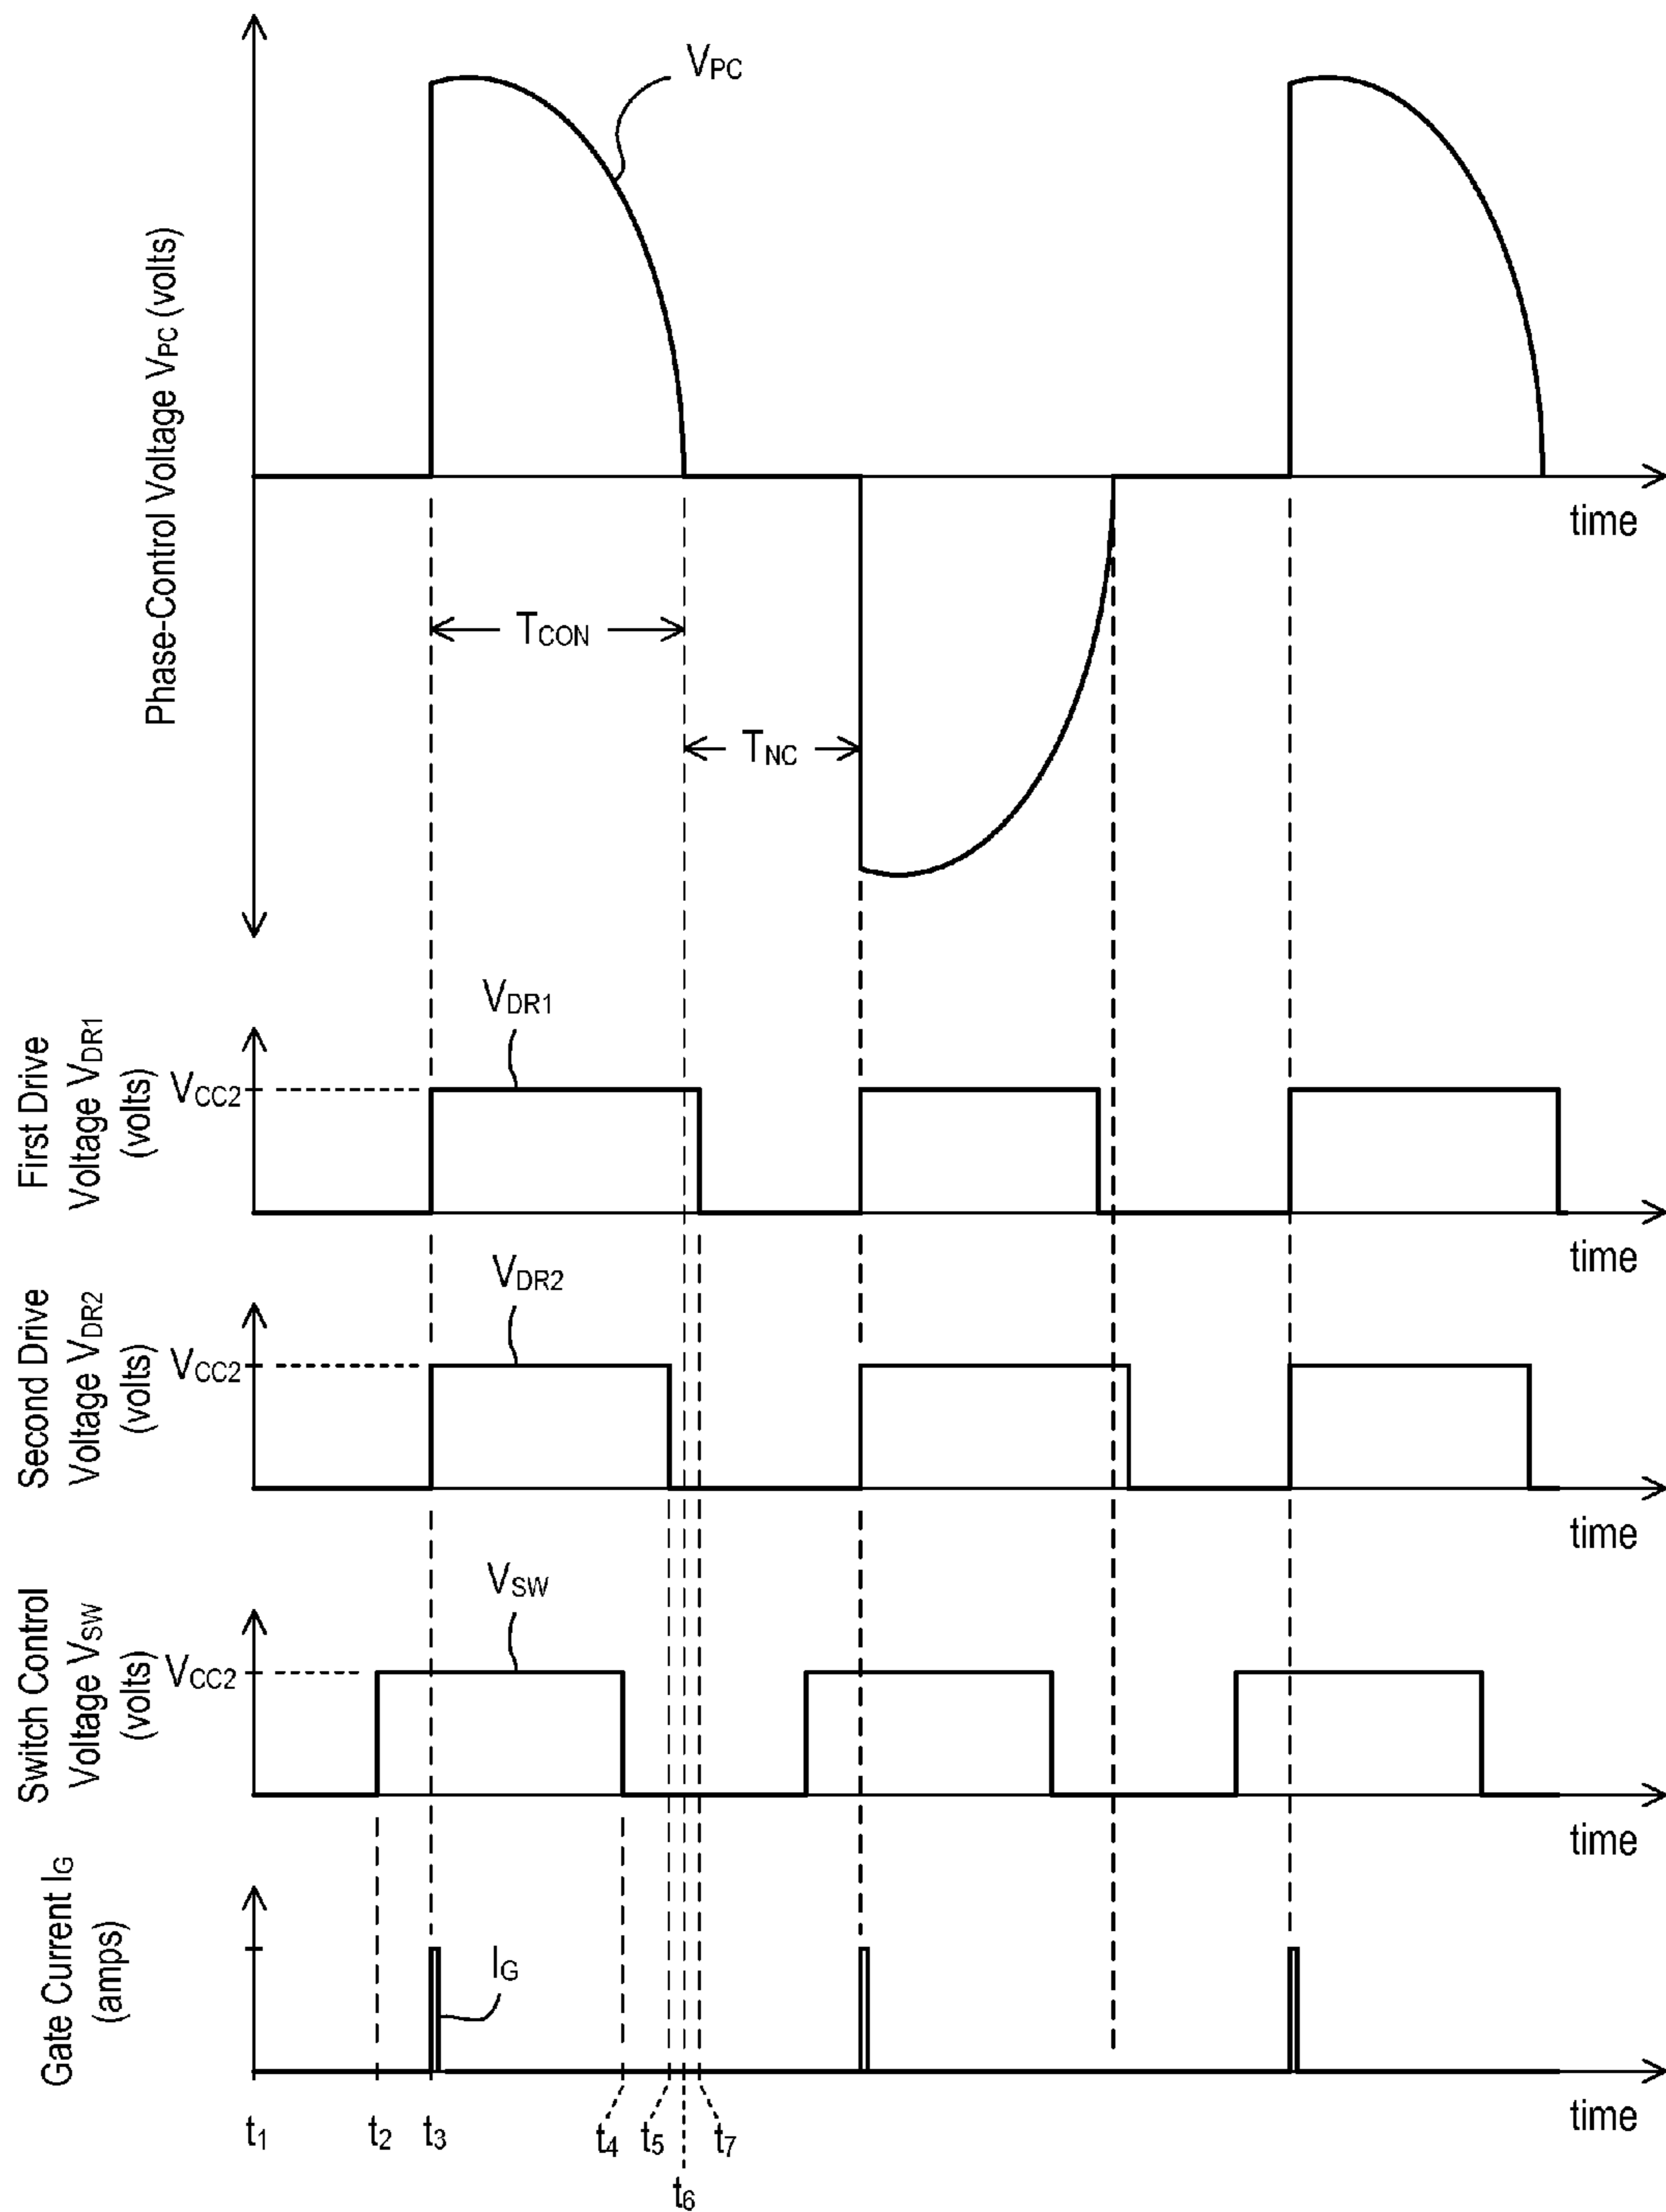 Phase-Control Voltage VPC (volts)
VPC
time
TCON
TNC
First Drive
Voltage VDR1
(volts)
VCC2
VDR1
time
Second Drive
Voltage VDR2
(volts)
VCC2
VDR2
time
Switch Control
Voltage VSW
(volts)
VCC2
VSW
time
Gate Current IG
(amps)
IG
time
t1
t2
t3
t4
t5
t6
t7